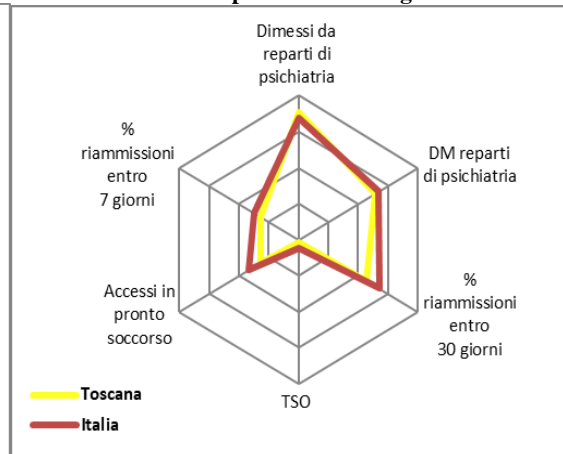 Dimessi da
reparti di
psichiatria
%
riammissioni
entro
7 giorni
DM reparti
di psichiatria
Accessi in
pronto
soccorso
%
riammissioni
entro
30 giorni
TSO
Toscana
Italia